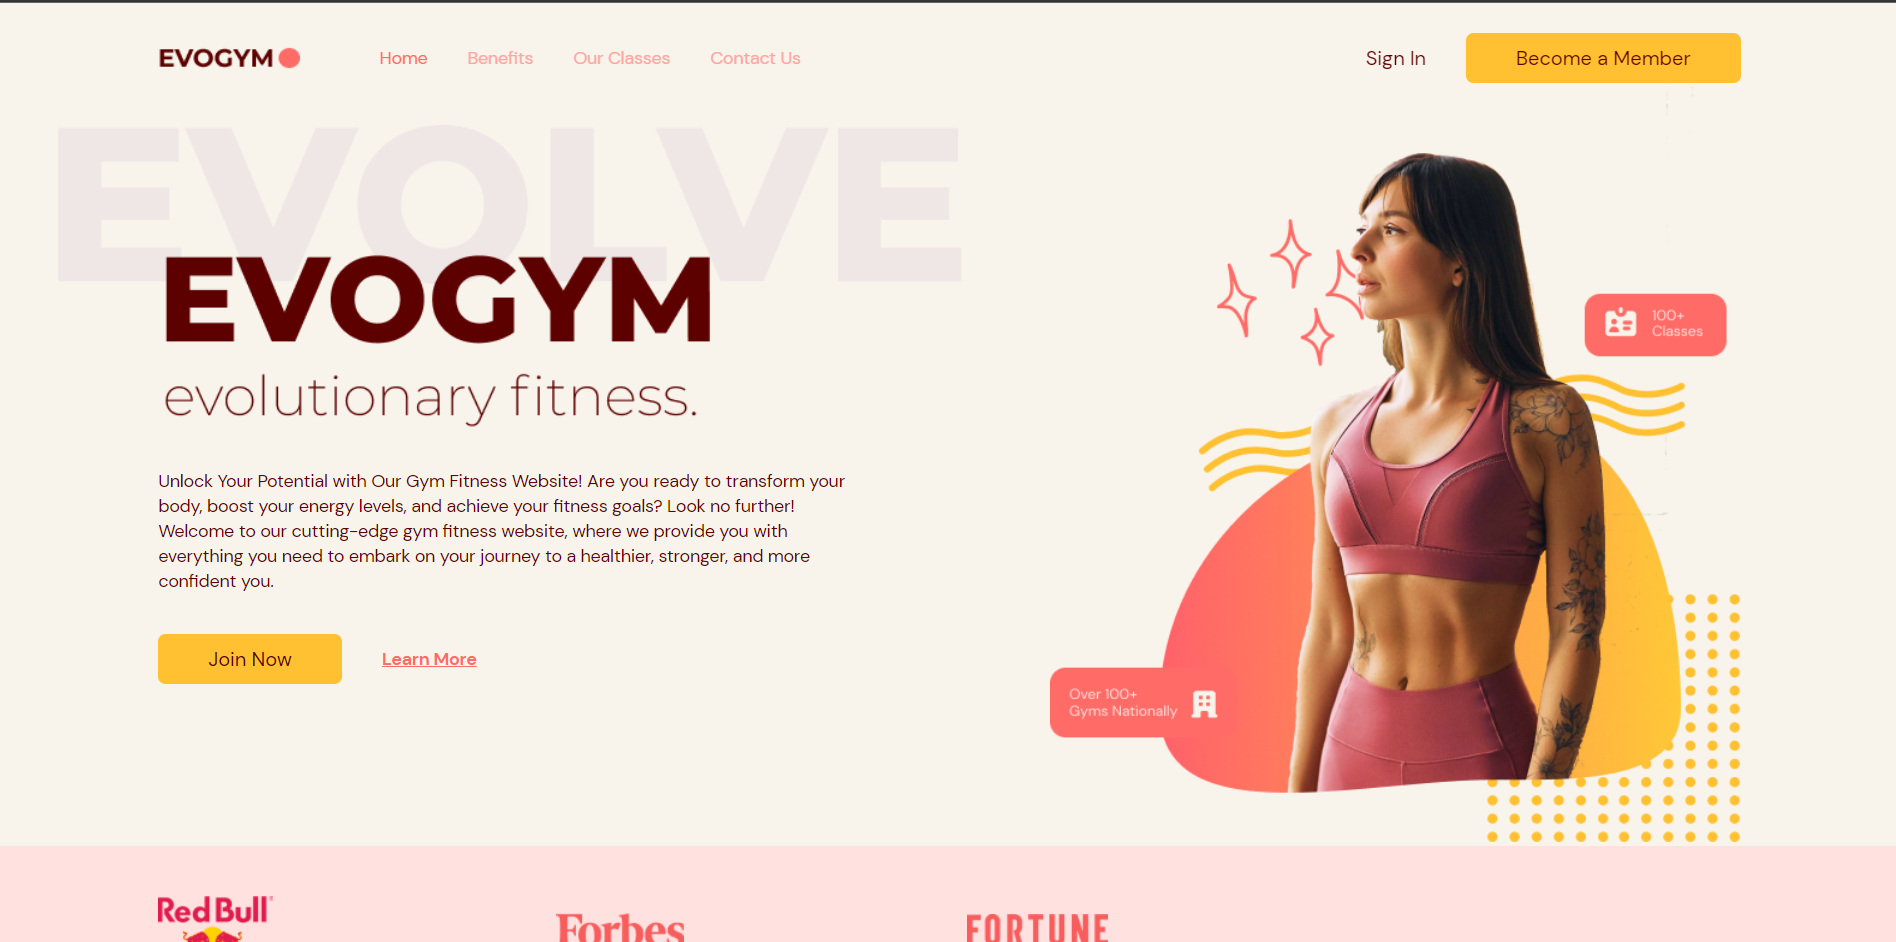 EVOGYM
Home
Benefits
Our Classes
Contact Us
Sign In
Become a Member
EVOLVE
EVOGYM
evolutionary fitness.
Unlock Your Potential with Our Gym Fitness Website! Are you ready to transform your
body, boost your energy levels, and achieve your fitness goals? Look no further!
Welcome to our cutting-edge gym fitness website, where we provide you with
everything you need to embark on your journey to a healthier, stronger, and more
confident you.
Join Now
Learn More
100+
Classes
Over 100+
Gyms Nationally
Red Bull
Forbes
FORTUNE